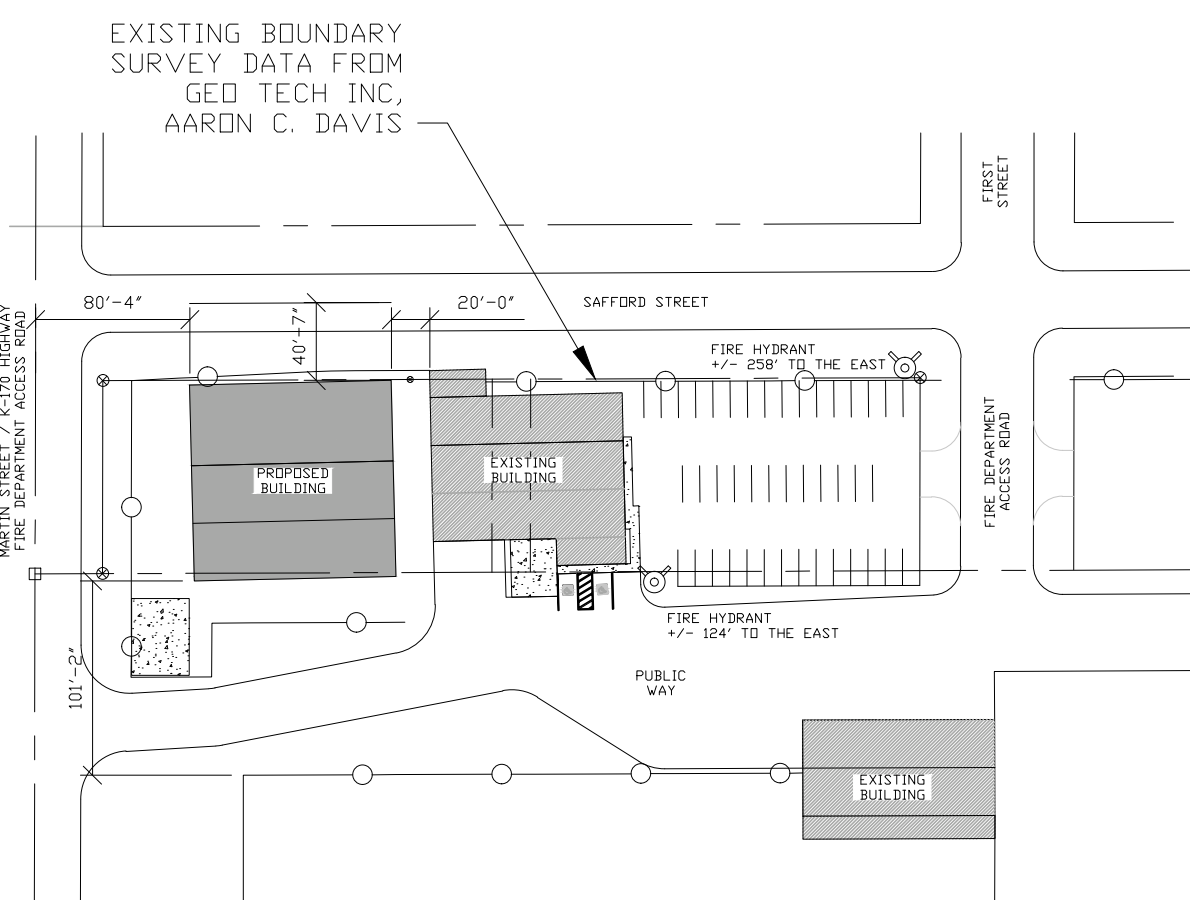 EXISTING BOUNDARY
SURVEY DATA FROM
GEO TECH INC,
AARON C. DAVIS
FIRST
STREET
80'-4"
40'-7"
20'-0"
SAFFORD STREET
MARTIN STREET / K-170 HIGHWAY
FIRE DEPARTMENT ACCESS ROAD
FIRE HYDRANT
+/- 258' TO THE EAST
PROPOSED
BUILDING
EXISTING
BUILDING
FIRE DEPARTMENT
ACCESS ROAD
FIRE HYDRANT
+/- 124' TO THE EAST
101'-2"
PUBLIC
WAY
EXISTING
BUILDING